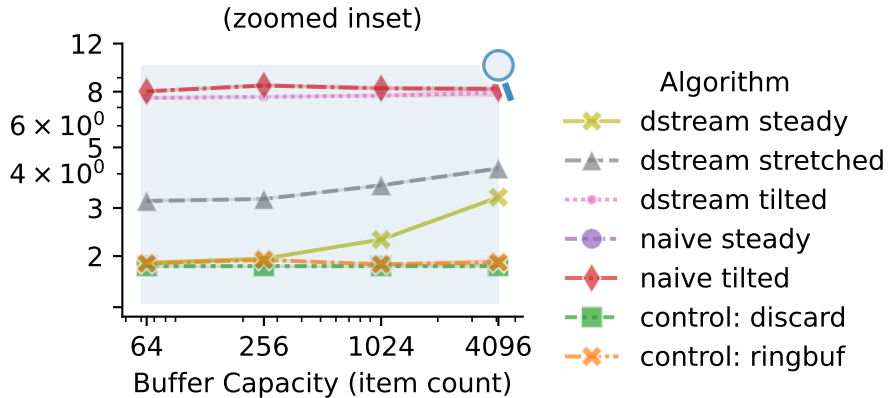 (zoomed inset)
12
8
6 × 10⁰
5
4 × 10⁰
3
2
64 256 1024 4096
Buffer Capacity (item count)
Algorithm
dstream steady
dstream stretched
dstream tilted
naive steady
naive tilted
control: discard
control: ringbuf